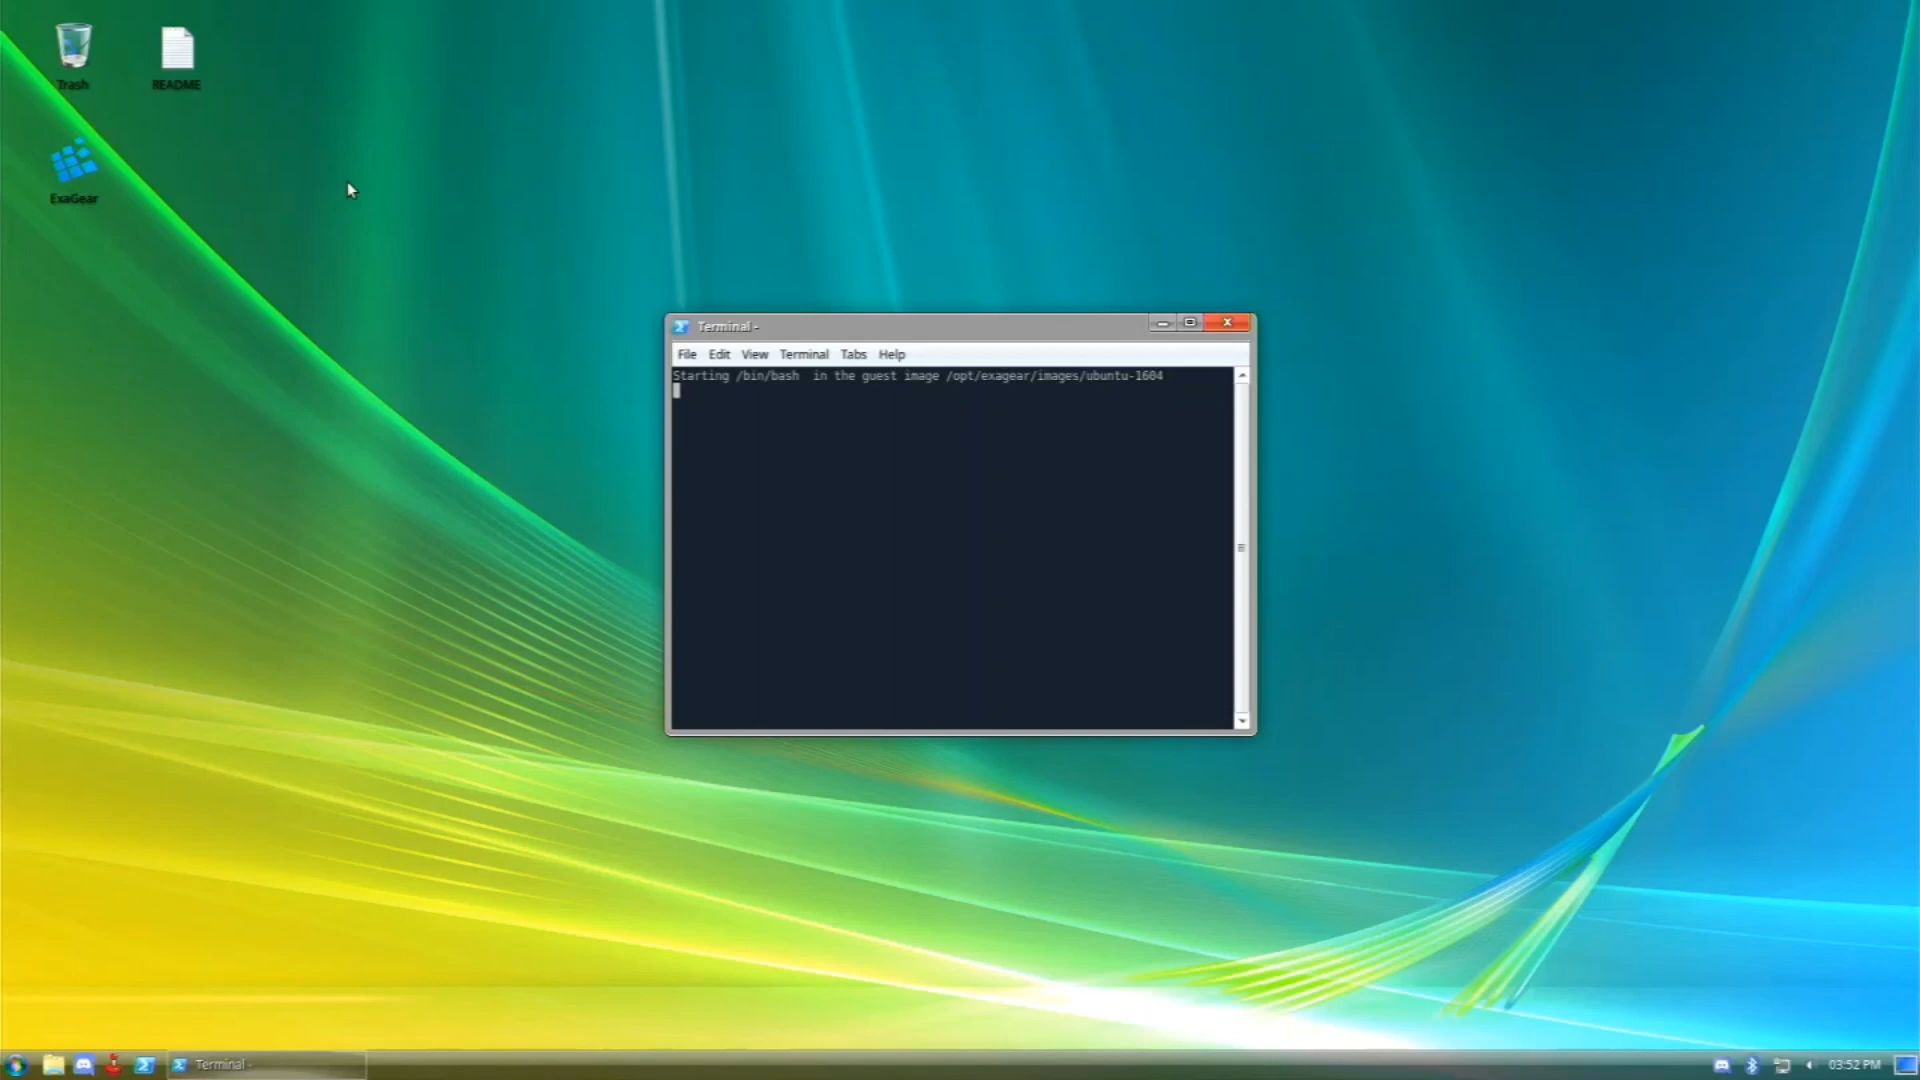 Trash
README
ExaGear
Terminal -
File Edit View Terminal Tabs Help
Starting /bin/bash  in the guest image /opt/exagear/images/ubuntu-1604
Terminal -
03:52 PM